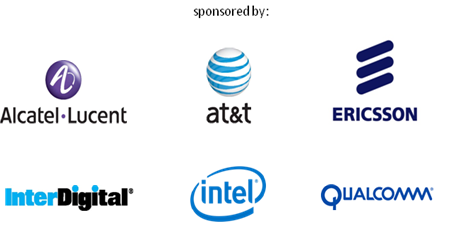 sponsored by:
Alcatel·Lucent
at&t
ERICSSON
InterDigital®
intel®
QUALCOMM®